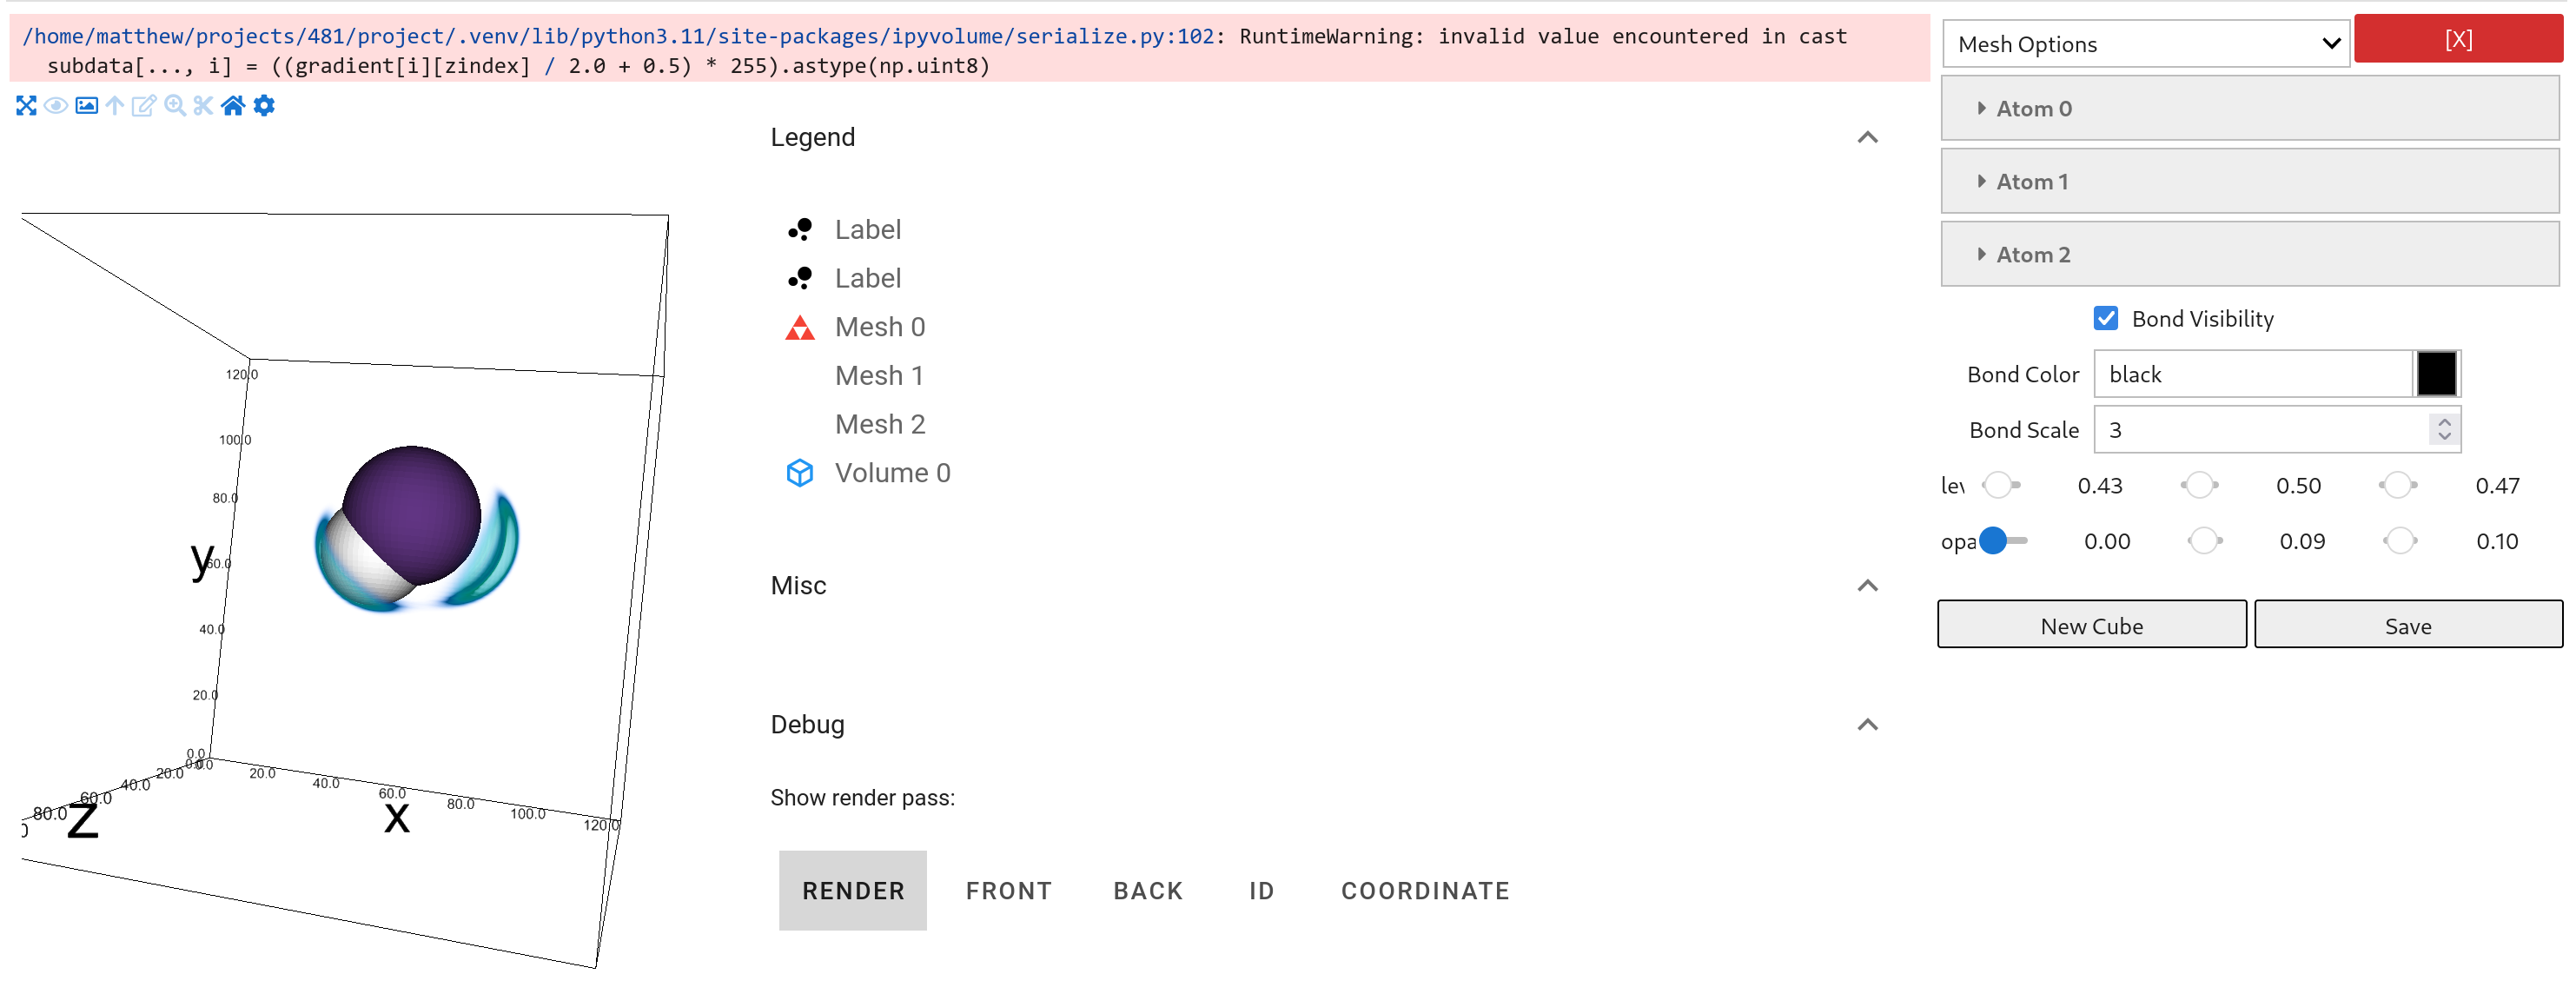 /home/matthew/projects/481/project/.venv/lib/python3.11/site-packages/ipyvolume/serialize.py:102: RuntimeWarning: invalid value encountered in cast
subdata[..., i] = ((gradient[i][zindex] / 2.0 + 0.5) * 255).astype(np.uint8)
120.0
100.0
80.0
y
60.0
40.0
20.0
0.0
0.0
0.0
20.0
40.0
60.0
80.0
0
z
20.0
40.0
60.0
80.0
100.0
120.0
x
Legend
Label
Label
Mesh 0
Mesh 1
Mesh 2
Volume 0
Misc
Debug
Show render pass:
RENDER FRONT BACK ID COORDINATE
Mesh Options [X]
Atom 0
Atom 1
Atom 2
Bond Visibility
Bond Color black
Bond Scale 3
lev 0.43 0.50 0.47
opa 0.00 0.09 0.10
New Cube Save